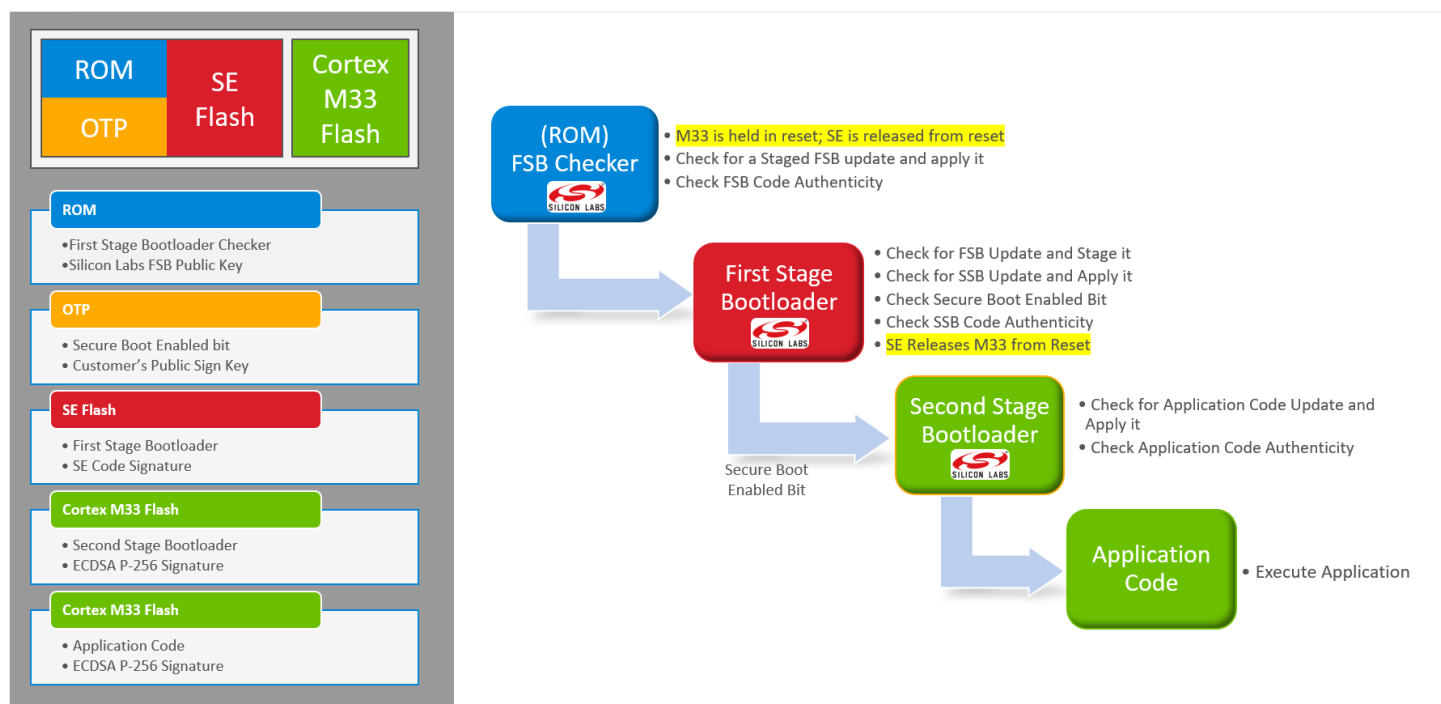 ROM
OTP
SE
Flash
Cortex
M33
Flash
ROM
•First Stage Bootloader Checker
•Silicon Labs FSB Public Key
OTP
• Secure Boot Enabled bit
• Customer's Public Sign Key
SE Flash
• First Stage Bootloader
• SE Code Signature
Cortex M33 Flash
• Second Stage Bootloader
• ECDSA P-256 Signature
Cortex M33 Flash
• Application Code
• ECDSA P-256 Signature
(ROM)
FSB Checker
SILICON LABS
• M33 is held in reset; SE is released from reset
• Check for a Staged FSB update and apply it
• Check FSB Code Authenticity
First Stage
Bootloader
SILICON LABS
• Check for FSB Update and Stage it
• Check for SSB Update and Apply it
• Check Secure Boot Enabled Bit
• Check SSB Code Authenticity
• SE Releases M33 from Reset
Secure Boot
Enabled Bit
Second Stage
Bootloader
SILICON LABS
• Check for Application Code Update and
Apply it
• Check Application Code Authenticity
Application
Code
• Execute Application